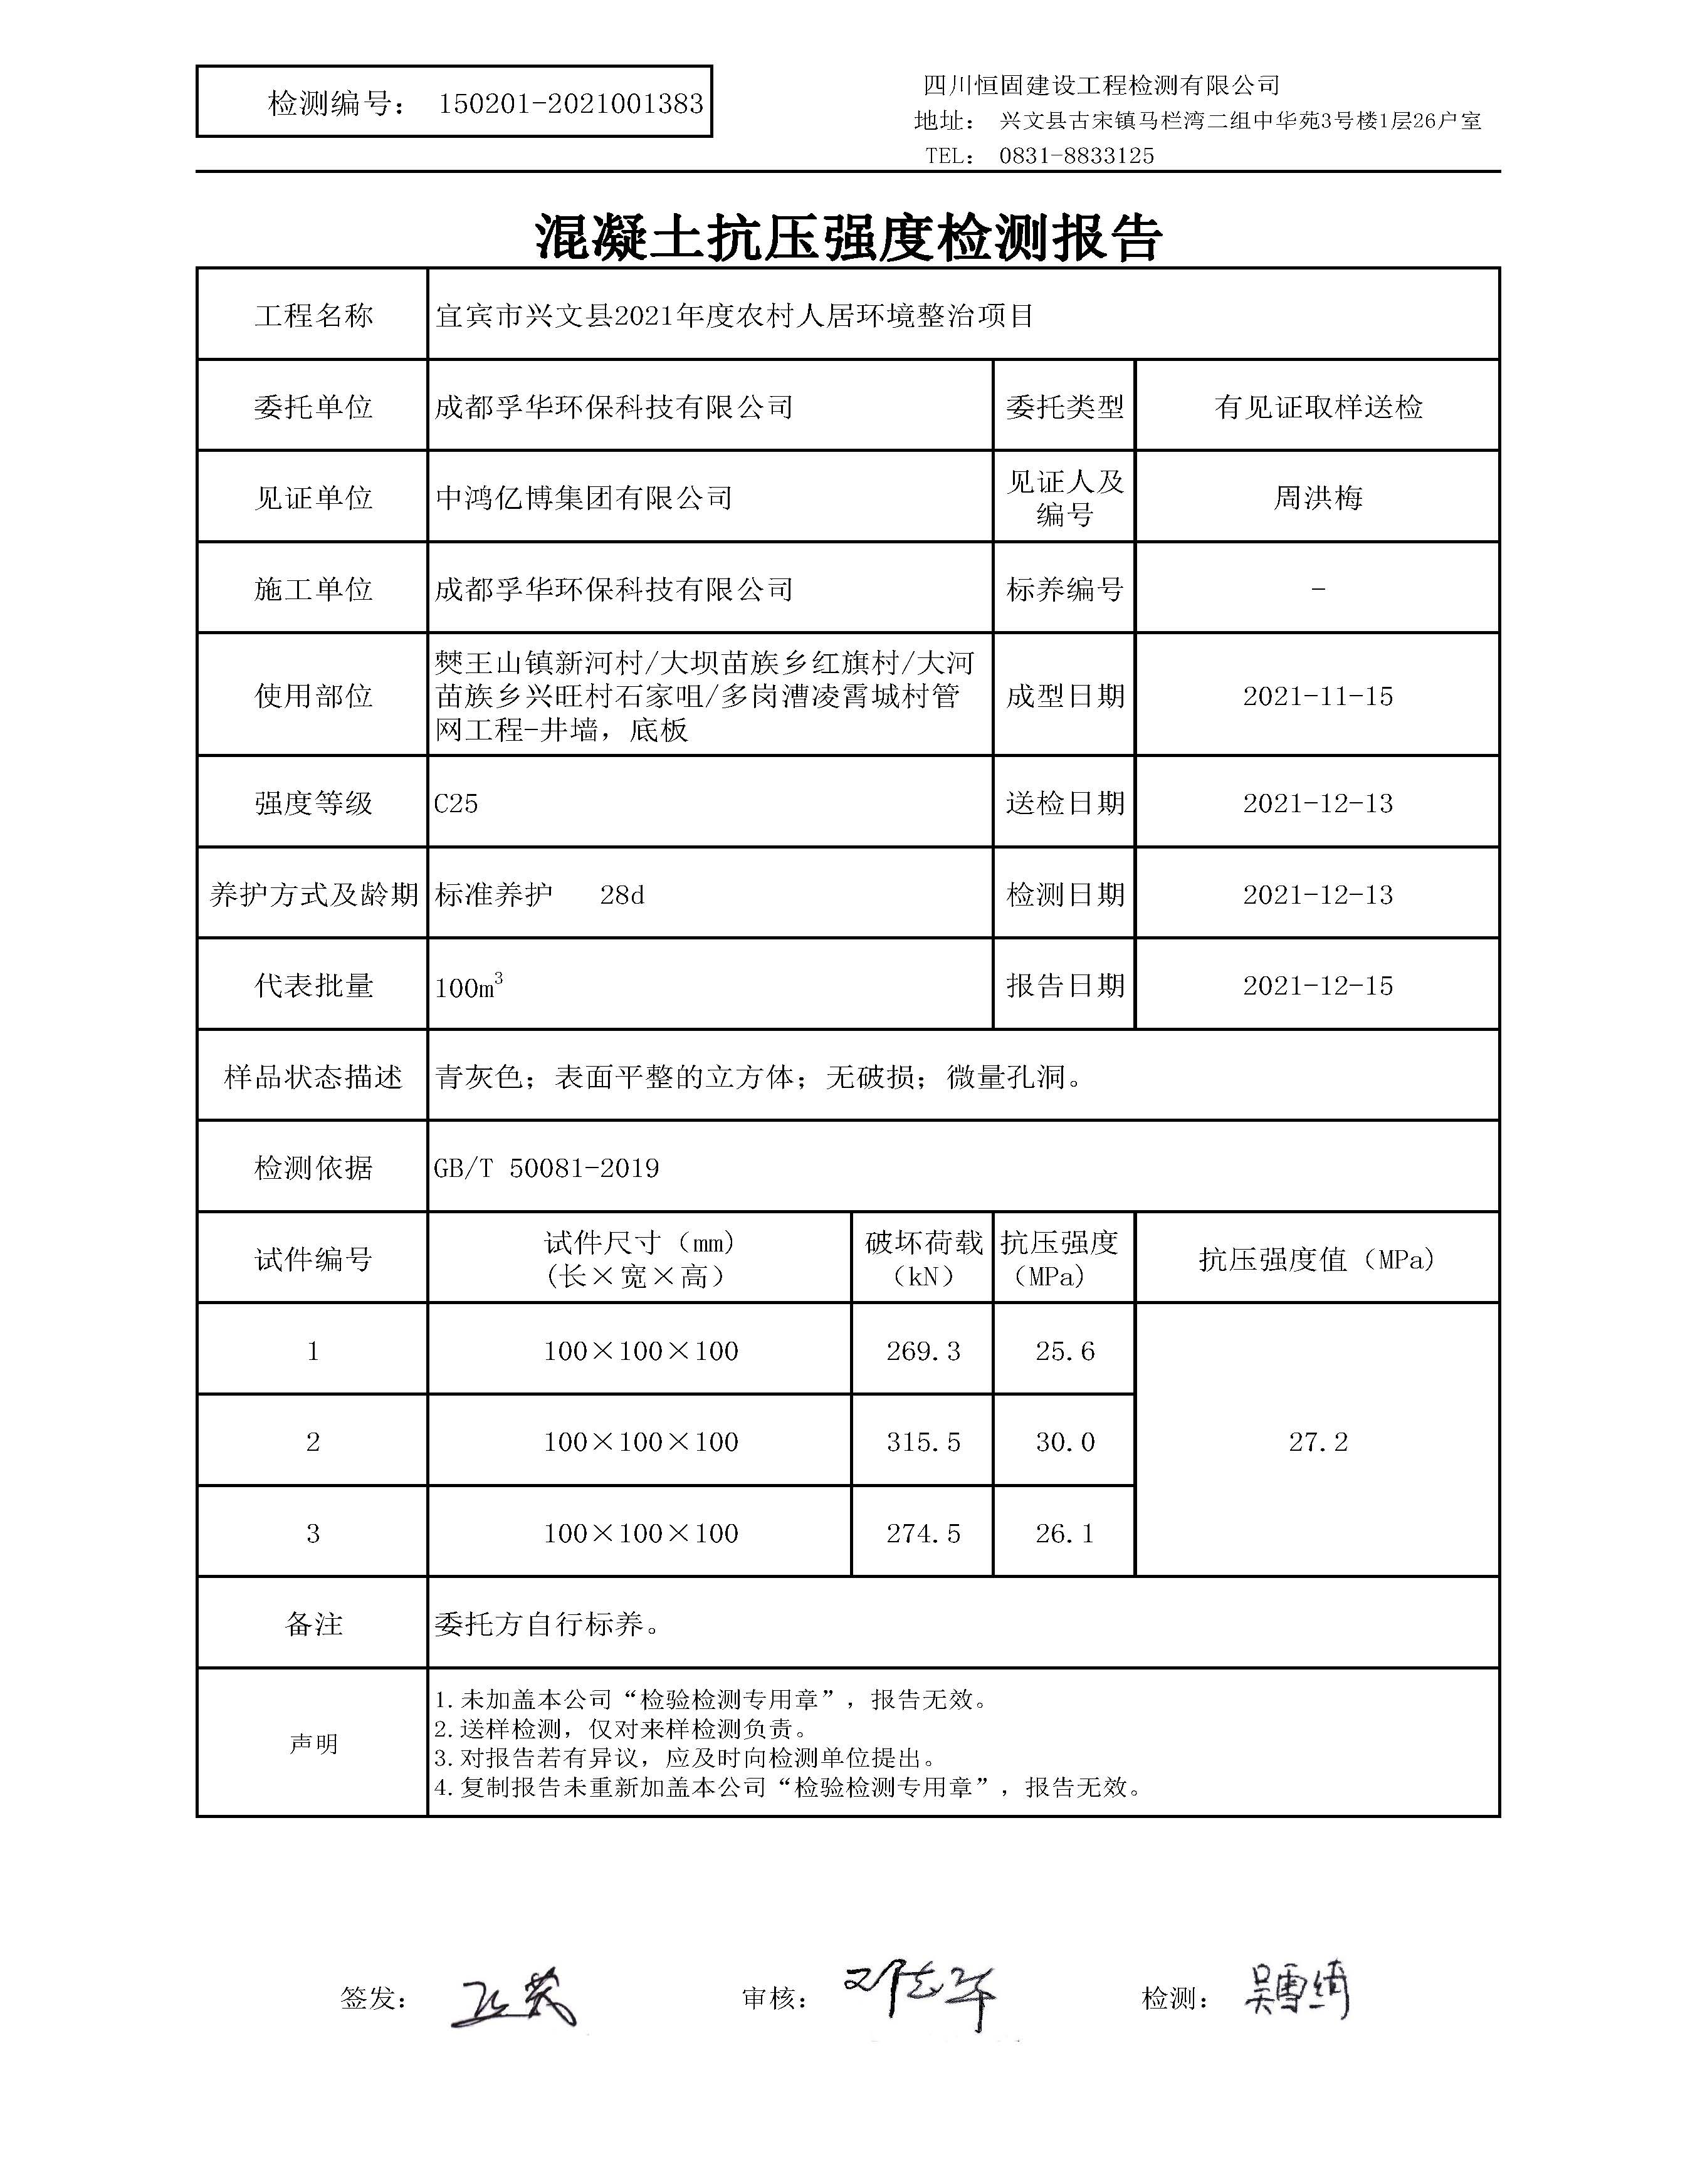 检测编号： 150201-2021001383
四川恒固建设工程检测有限公司
地址： 兴文县古宋镇马栏湾二组中华苑3号楼1层26户室
TEL： 0831-8833125
混凝土抗压强度检测报告
工程名称 宜宾市兴文县2021年度农村人居环境整治项目
委托单位 成都孚华环保科技有限公司 委托类型 有见证取样送检
见证单位 中鸿亿博集团有限公司 见证人及编号 周洪梅
施工单位 成都孚华环保科技有限公司 标养编号 -
使用部位 僰王山镇新河村/大坝苗族乡红旗村/大河
苗族乡兴旺村石家咀/多岗漕凌霄城村管
网工程-井墙，底板
成型日期 2021-11-15
强度等级 C25 送检日期 2021-12-13
养护方式及龄期 标准养护 28d 检测日期 2021-12-13
代表批量 100m³ 报告日期 2021-12-15
样品状态描述 青灰色；表面平整的立方体；无破损；微量孔洞。
检测依据 GB/T 50081-2019
试件编号 试件尺寸（mm） (长×宽×高） 破坏荷载（kN） 抗压强度（MPa） 抗压强度值（MPa）
1 100×100×100 269.3 25.6
2 100×100×100 315.5 30.0 27.2
3 100×100×100 274.5 26.1
备注 委托方自行标养。
声明
1.未加盖本公司“检验检测专用章”，报告无效。
2.送样检测，仅对来样检测负责。
3.对报告若有异议，应及时向检测单位提出。
4.复制报告未重新加盖本公司“检验检测专用章”，报告无效。
签发： 审核： 检测： 吴雪绮